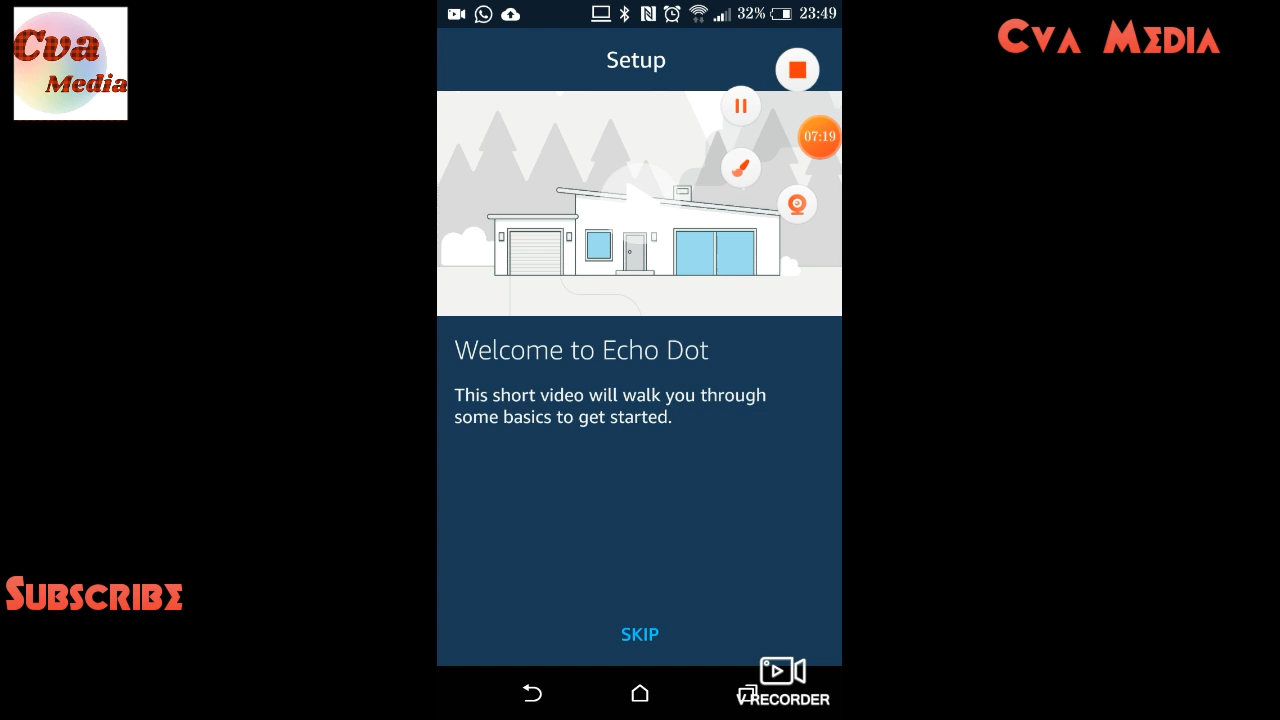 Cva
Media
32% 23:49
Setup
07:19
Cva Media
Welcome to Echo Dot
This short video will walk you through
some basics to get started.
Subscribe
SKIP
V RECORDER